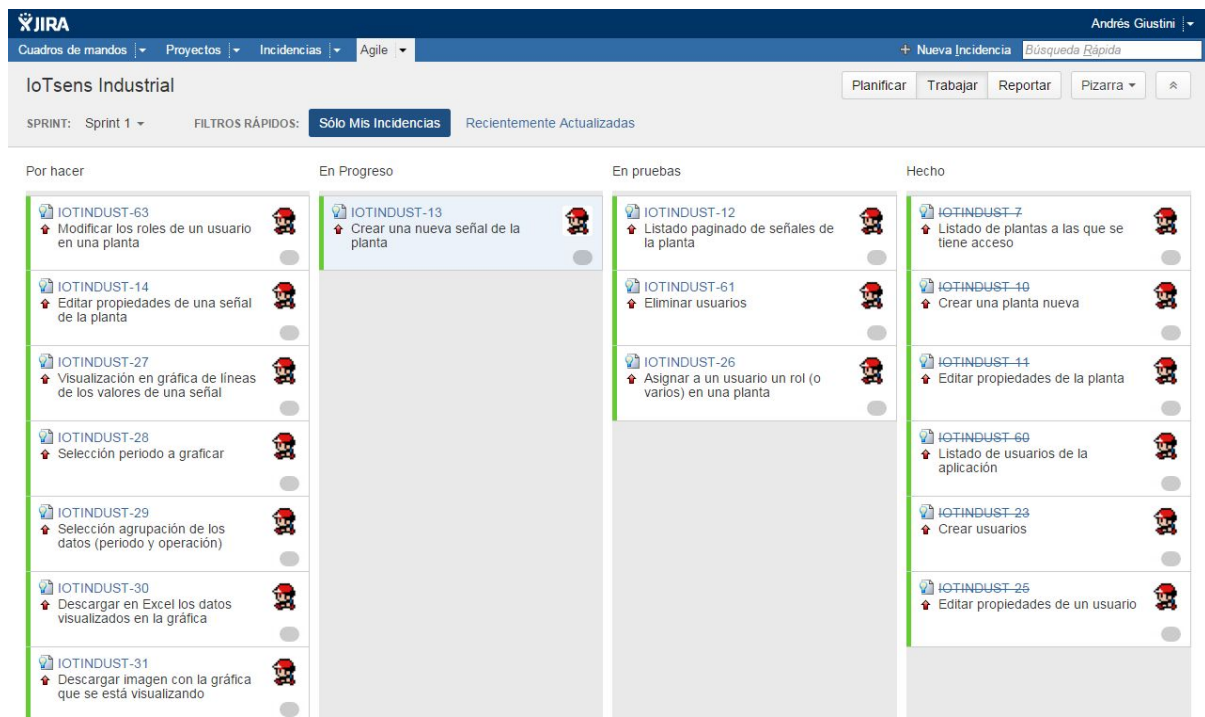 JIRA
Andrés Giustini
Cuadros de mandos Proyectos Incidencias Agile + Nueva Incidencia Búsqueda Rápida
IoTsens Industrial
Planificar Trabajar Reportar Pizarra
SPRINT: Sprint 1 FILTROS RÁPIDOS: Sólo Mis Incidencias Recientemente Actualizadas
Por hacer
IOTINDUST-63
Modificar los roles de un usuario
en una planta
IOTINDUST-14
Editar propiedades de una señal
de la planta
IOTINDUST-27
Visualización en gráfica de líneas
de los valores de una señal
IOTINDUST-28
Selección periodo a graficar
IOTINDUST-29
Selección agrupación de los
datos (periodo y operación)
IOTINDUST-30
Descargar en Excel los datos
visualizados en la gráfica
IOTINDUST-31
Descargar imagen con la gráfica
que se está visualizando
En Progreso
IOTINDUST-13
Crear una nueva señal de la
planta
En pruebas
IOTINDUST-12
Listado paginado de señales de
la planta
IOTINDUST-61
Eliminar usuarios
IOTINDUST-26
Asignar a un usuario un rol (o
varios) en una planta
Hecho
IOTINDUST-7
Listado de plantas a las que se
tiene acceso
IOTINDUST-10
Crear una planta nueva
IOTINDUST-11
Editar propiedades de la planta
IOTINDUST-60
Listado de usuarios de la
aplicación
IOTINDUST-23
Crear usuarios
IOTINDUST-25
Editar propiedades de un usuario